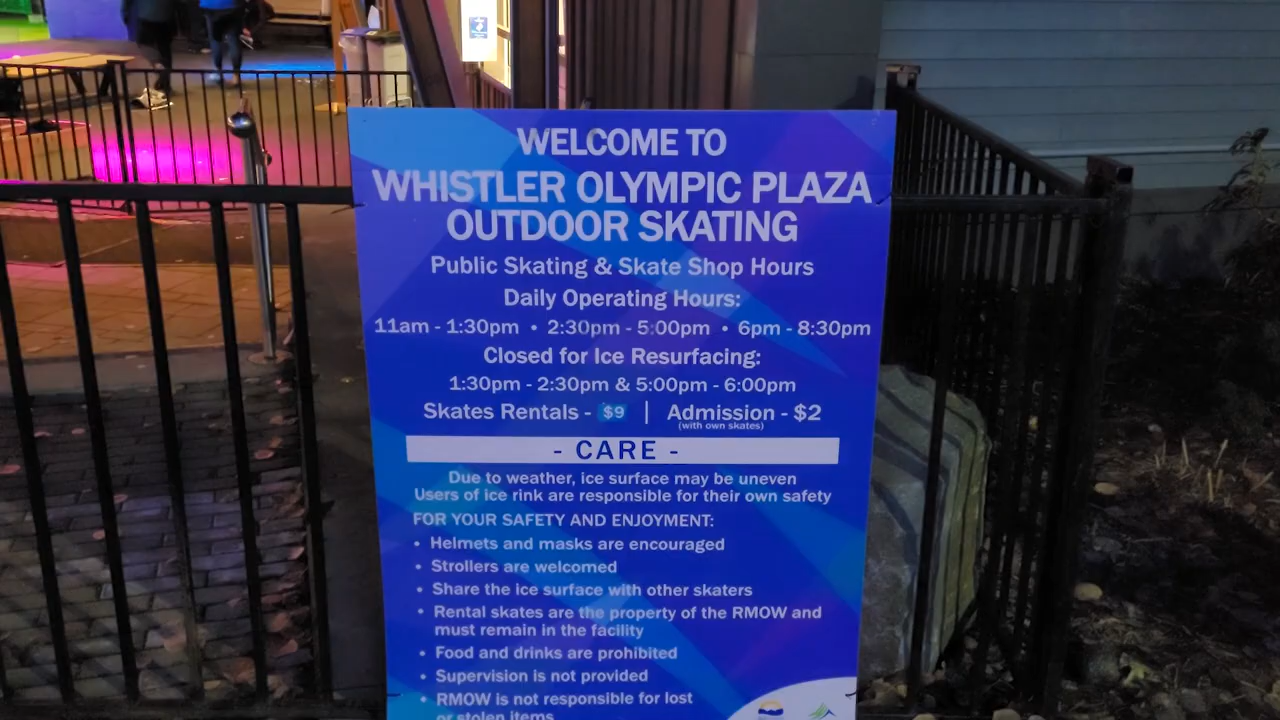 WELCOME TO
WHISTLER OLYMPIC PLAZA
OUTDOOR SKATING
Public Skating & Skate Shop Hours
Daily Operating Hours:
11am - 1:30pm • 2:30pm - 5:00pm • 6pm - 8:30pm
Closed for Ice Resurfacing:
1:30pm - 2:30pm & 5:00pm - 6:00pm
Skates Rentals - $9 | Admission - $2
(with own skates)
- CARE -
Due to weather, ice surface may be uneven
Users of ice rink are responsible for their own safety
FOR YOUR SAFETY AND ENJOYMENT:
• Helmets and masks are encouraged
• Strollers are welcomed
• Share the ice surface with other skaters
• Rental skates are the property of the RMOW and
must remain in the facility
• Food and drinks are prohibited
• Supervision is not provided
• RMOW is not responsible for lost
or stolen items